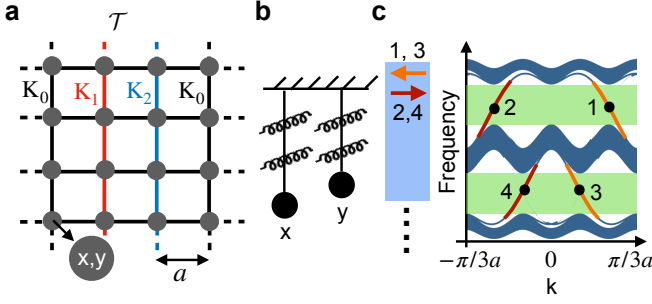 a
𝒯
K₀
K₁
K₂
K₀
x,y
a
b
x
y
c
1, 3
2,4
Frequency
2
1
4
3
−π/3a
0
π/3a
k